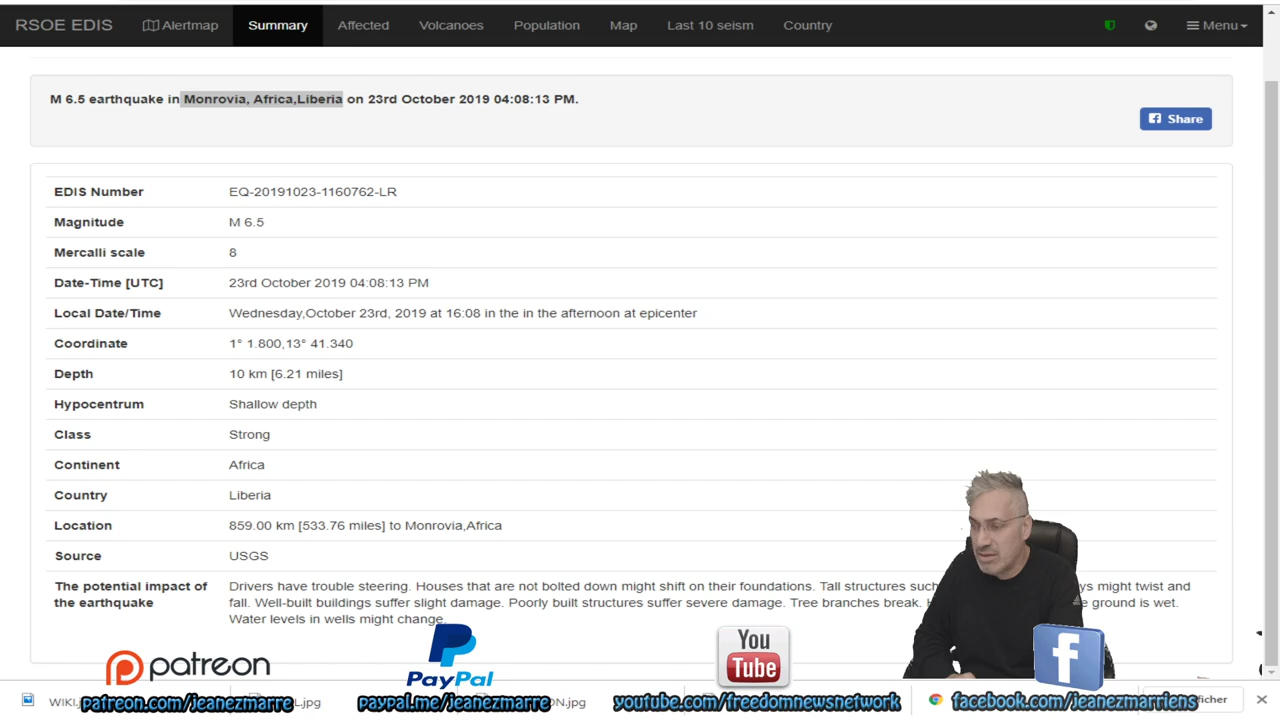 RSOE EDIS Alertmap Summary Affected Volcanoes Population Map Last 10 seism Country Menu
M 6.5 earthquake in Monrovia, Africa,Liberia on 23rd October 2019 04:08:13 PM.
Share
EDIS Number EQ-20191023-1160762-LR
Magnitude M 6.5
Mercalli scale 8
Date-Time [UTC] 23rd October 2019 04:08:13 PM
Local Date/Time Wednesday,October 23rd, 2019 at 16:08 in the in the afternoon at epicenter
Coordinate 1° 1.800,13° 41.340
Depth 10 km [6.21 miles]
Hypocentrum Shallow depth
Class Strong
Continent Africa
Country Liberia
Location 859.00 km [533.76 miles] to Monrovia,Africa
Source USGS
The potential impact of the earthquake
Drivers have trouble steering. Houses that are not bolted down might shift on their foundations. Tall structures such might twist and
fall. Well-built buildings suffer slight damage. Poorly built structures suffer severe damage. Tree branches break. ground is wet.
Water levels in wells might change.
patreon
PayPal
You
Tube
f
patreon.com/jeanezmarre paypal.me/jeanezmarre youtube.com/freedomnewsnetwork facebook.com/jeanezmarriens